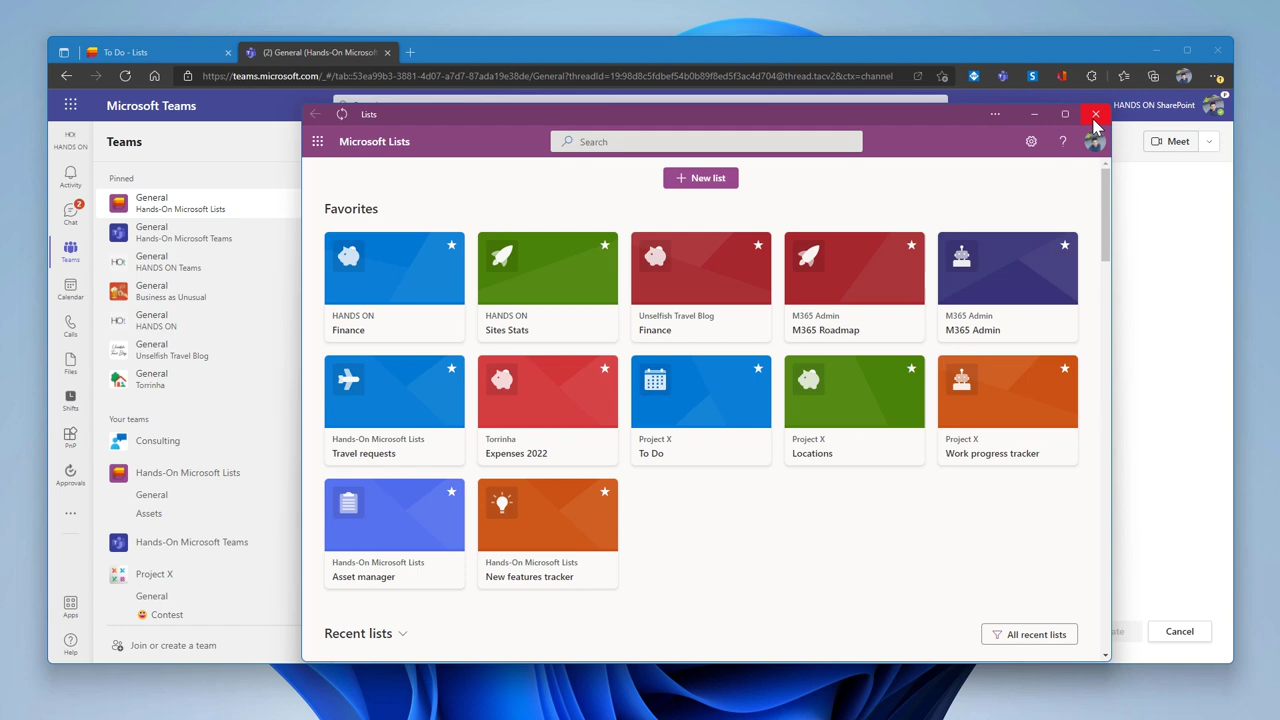 To Do - Lists
(2) General (Hands-On Microsof
https://teams.microsoft.com/_#/tab::53ea99b3-3881-4d07-a7d7-87ada19e38de/General?threadId=19:98d8c5fdbef54b0b89f8ed5f3ac4d704@thread.tacv2&ctx=channel
Microsoft Teams
HANDS ON SharePoint
HO!
HANDS ON
Activity
Chat
2
Teams
Calendar
Calls
Files
Shifts
PnP
Approvals
Apps
Help
Teams
Meet
Pinned
General
Hands-On Microsoft Lists
General
Hands-On Microsoft Teams
HO!
General
HANDS ON Teams
General
Business as Unusual
HO!
General
HANDS ON
General
Unselfish Travel Blog
General
Torrinha
Your teams
Consulting
Hands-On Microsoft Lists
General
Assets
Hands-On Microsoft Teams
Project X
General
Contest
Join or create a team
Lists
Microsoft Lists
Search
New list
Favorites
HANDS ON
Finance
HANDS ON
Sites Stats
Unselfish Travel Blog
Finance
M365 Admin
M365 Roadmap
M365 Admin
M365 Admin
Hands-On Microsoft Lists
Travel requests
Torrinha
Expenses 2022
Project X
To Do
Project X
Locations
Project X
Work progress tracker
Hands-On Microsoft Lists
Asset manager
Hands-On Microsoft Lists
New features tracker
Recent lists
All recent lists
Cancel